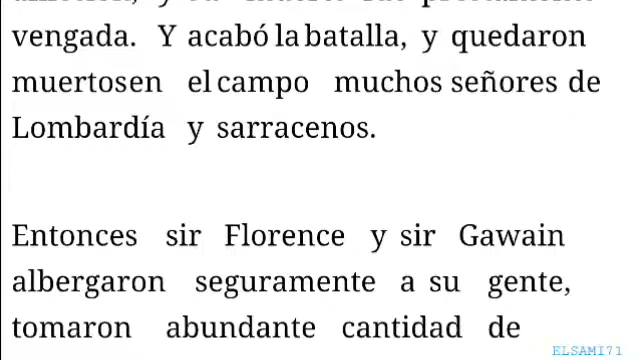 vengada. Y acabó la batalla, y quedaron
muertosen el campo muchos señores de
Lombardía y sarracenos.
Entonces sir Florence y sir Gawain
albergaron seguramente a su gente,
tomaron abundante cantidad de
ELSAMI71